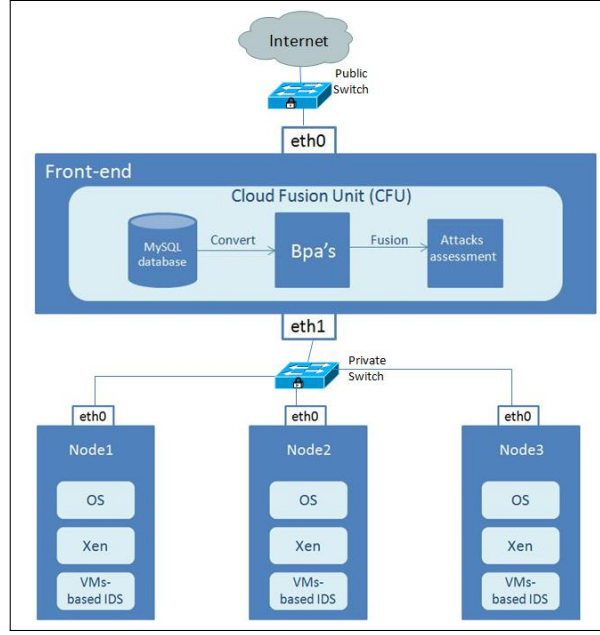 Internet
Public
Switch
eth0
Front-end
Cloud Fusion Unit (CFU)
MySQL
database
Convert
Bpa's
Fusion
Attacks
assessment
eth1
Private
Switch
eth0
eth0
eth0
Node1
Node2
Node3
OS
OS
OS
Xen
Xen
Xen
VMs-
based IDS
VMs-
based IDS
VMs-
based IDS